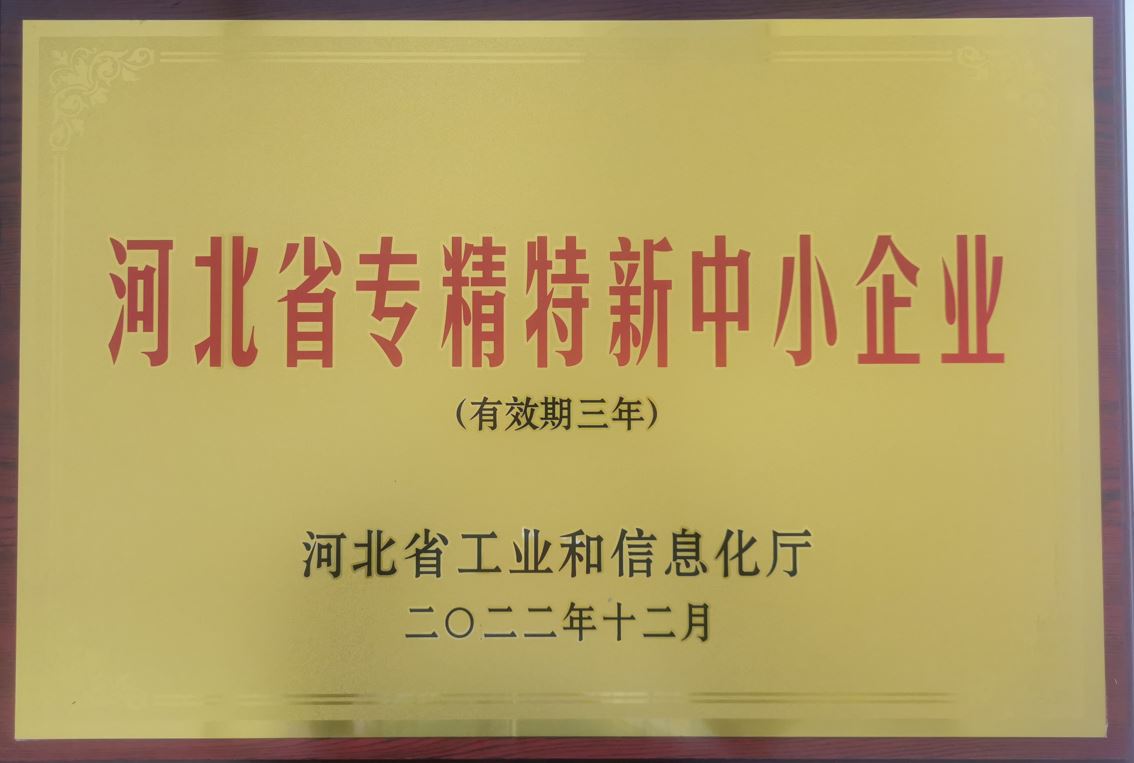 河北省专精特新中小企业
（有效期三年）
河北省工业和信息化厅
二〇二二年十二月